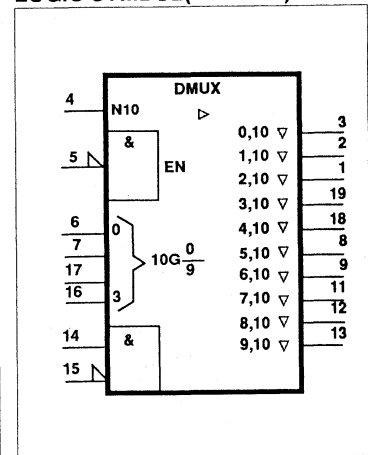 DMUX
4
N10
&
5
EN
6
0
7
10G 0/9
17
16
3
14
&
15
0,10 ▽ 3
1,10 ▽ 2
2,10 ▽ 1
3,10 ▽ 19
4,10 ▽ 18
5,10 ▽ 8
6,10 ▽ 9
7,10 ▽ 11
8,10 ▽ 12
9,10 ▽ 13